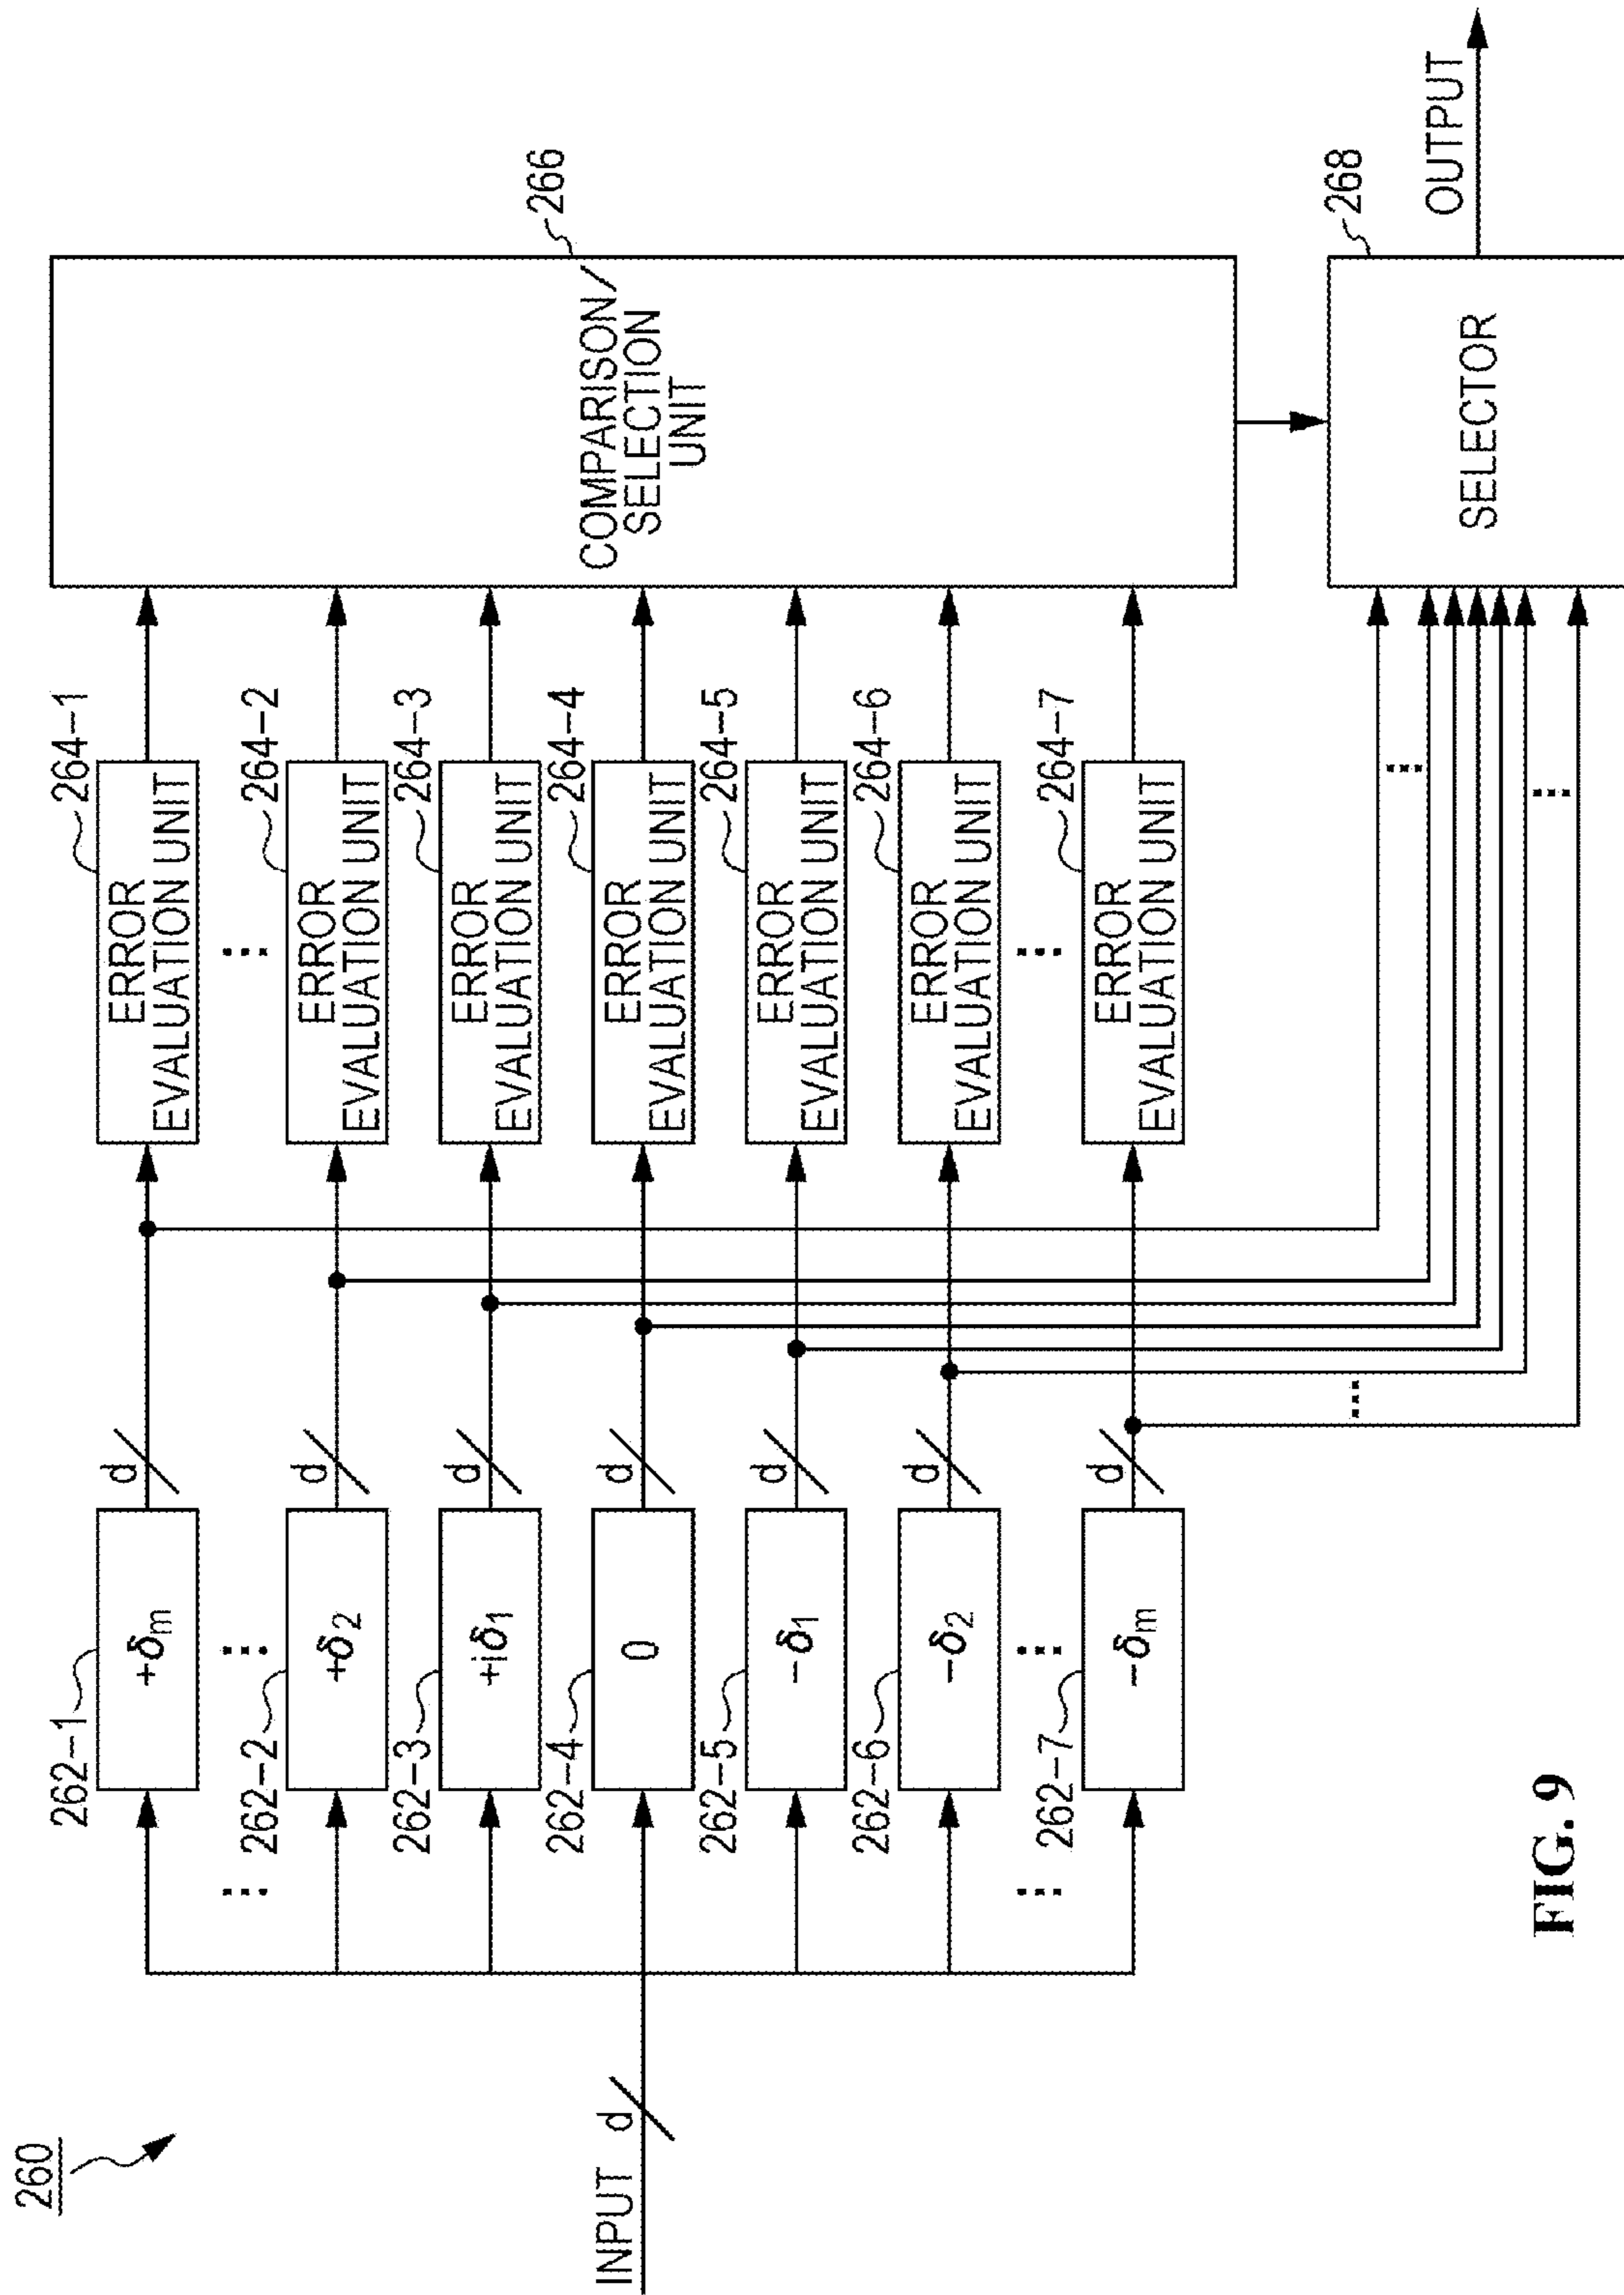 260
INPUT
d
262-1
+δm
d
ERROR
EVALUATION UNIT
264-1
262-2
+δ2
d
ERROR
EVALUATION UNIT
264-2
262-3
+iδ1
d
ERROR
EVALUATION UNIT
264-3
262-4
0
d
ERROR
EVALUATION UNIT
264-4
262-5
-δ1
d
ERROR
EVALUATION UNIT
264-5
262-6
-δ2
d
ERROR
EVALUATION UNIT
264-6
262-7
-δm
d
ERROR
EVALUATION UNIT
264-7
COMPARISON/
SELECTION
UNIT
266
SELECTOR
268
OUTPUT
FIG. 9